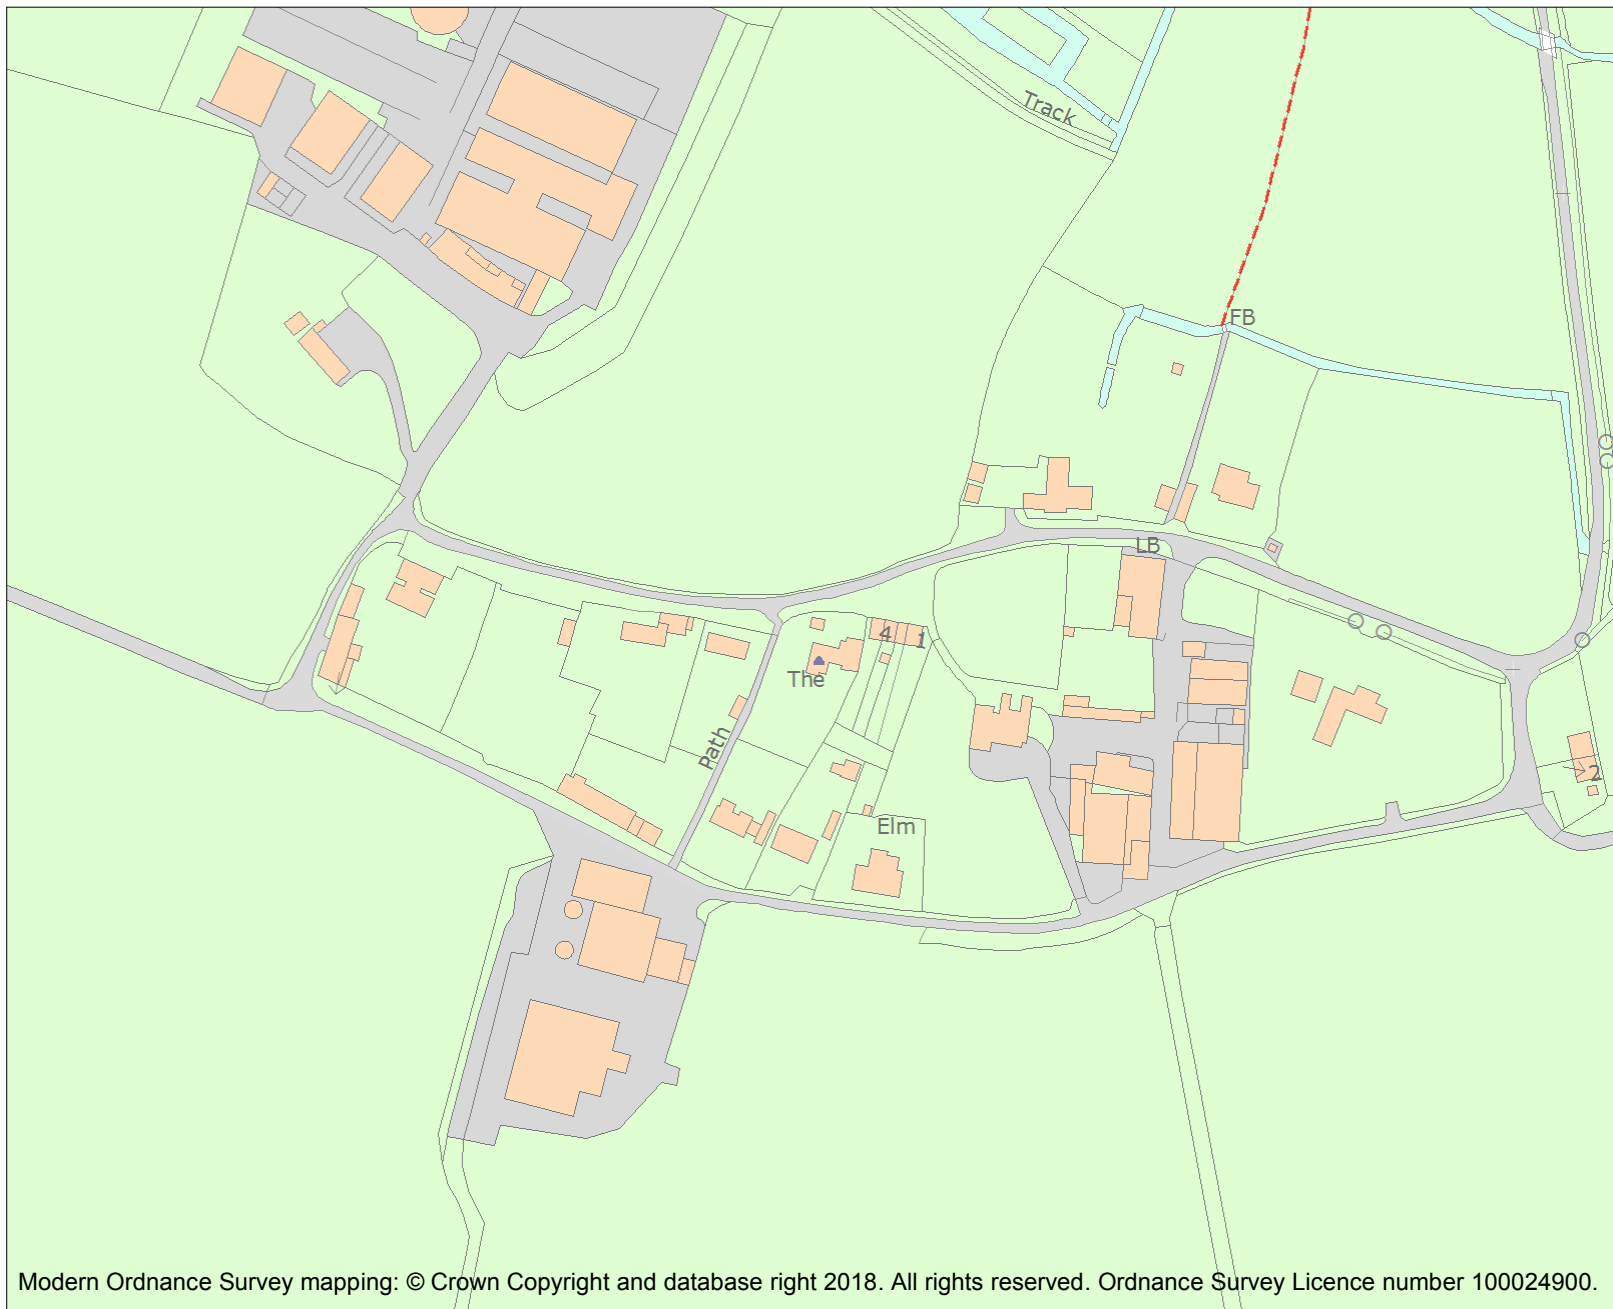 Track
FB
LB
4
1
The
Path
2
Elm
Modern Ordnance Survey mapping: © Crown Copyright and database right 2018. All rights reserved. Ordnance Survey Licence number 100024900.